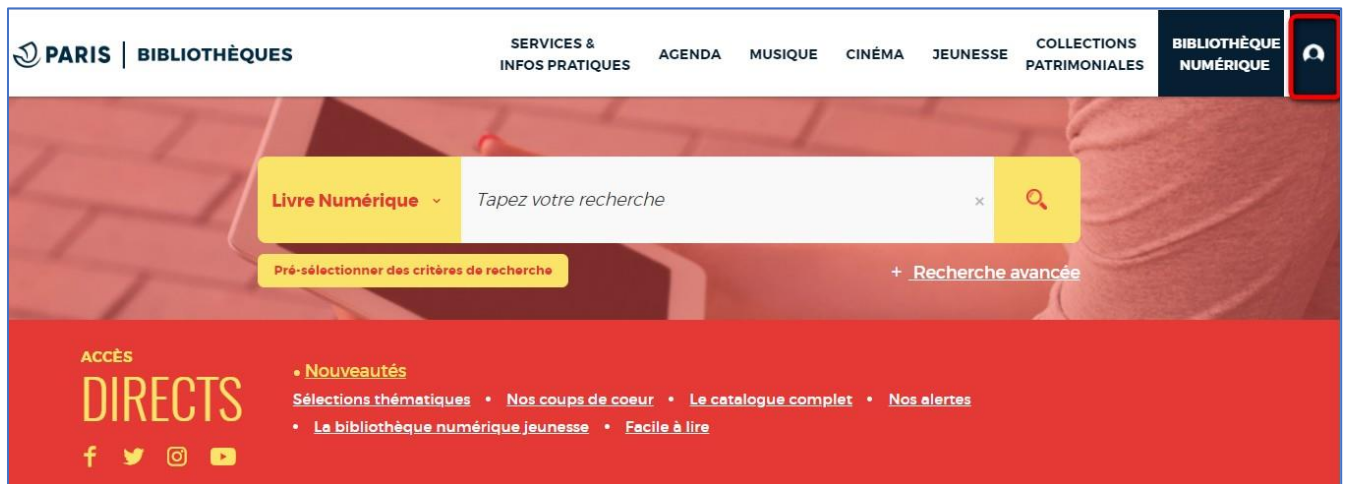 PARIS | BIBLIOTHÈQUES
SERVICES &
INFOS PRATIQUES
AGENDA
MUSIQUE
CINÉMA
JEUNESSE
COLLECTIONS
PATRIMONIALES
BIBLIOTHÈQUE
NUMÉRIQUE
Livre Numérique
Tapez votre recherche
×
Pré-sélectionner des critères de recherche
+ Recherche avancée
ACCÈS
DIRECTS
• Nouveautés
Sélections thématiques • Nos coups de coeur • Le catalogue complet • Nos alertes
• La bibliothèque numérique jeunesse • Facile à lire